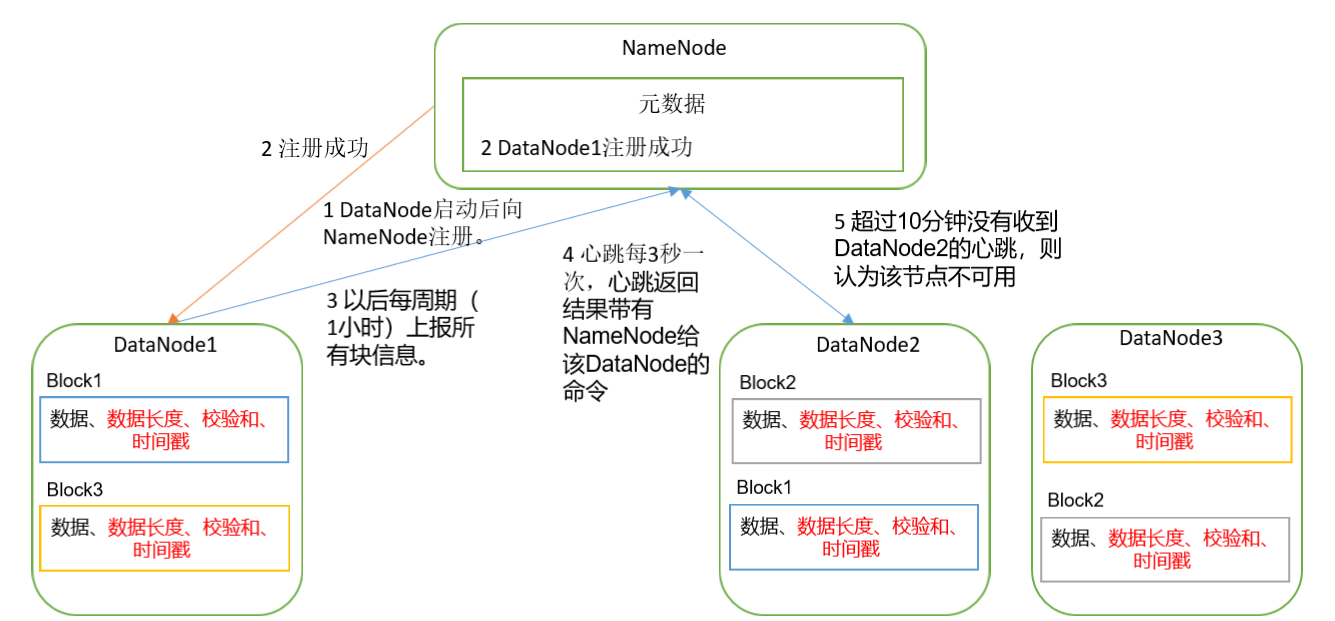 NameNode
元数据
2 DataNode1注册成功
2 注册成功
1 DataNode启动后向
NameNode注册。
3 以后每周期（
1小时）上报所
有块信息。
4 心跳每3秒一
次，心跳返回
结果带有
NameNode给
该DataNode的
命令
5 超过10分钟没有收到
DataNode2的心跳，则
认为该节点不可用
DataNode1
Block1
数据、数据长度、校验和、
时间戳
Block3
数据、数据长度、校验和、
时间戳
DataNode2
Block2
数据、数据长度、校验和、
时间戳
Block1
数据、数据长度、校验和、
时间戳
DataNode3
Block3
数据、数据长度、校验和、
时间戳
Block2
数据、数据长度、校验和、
时间戳